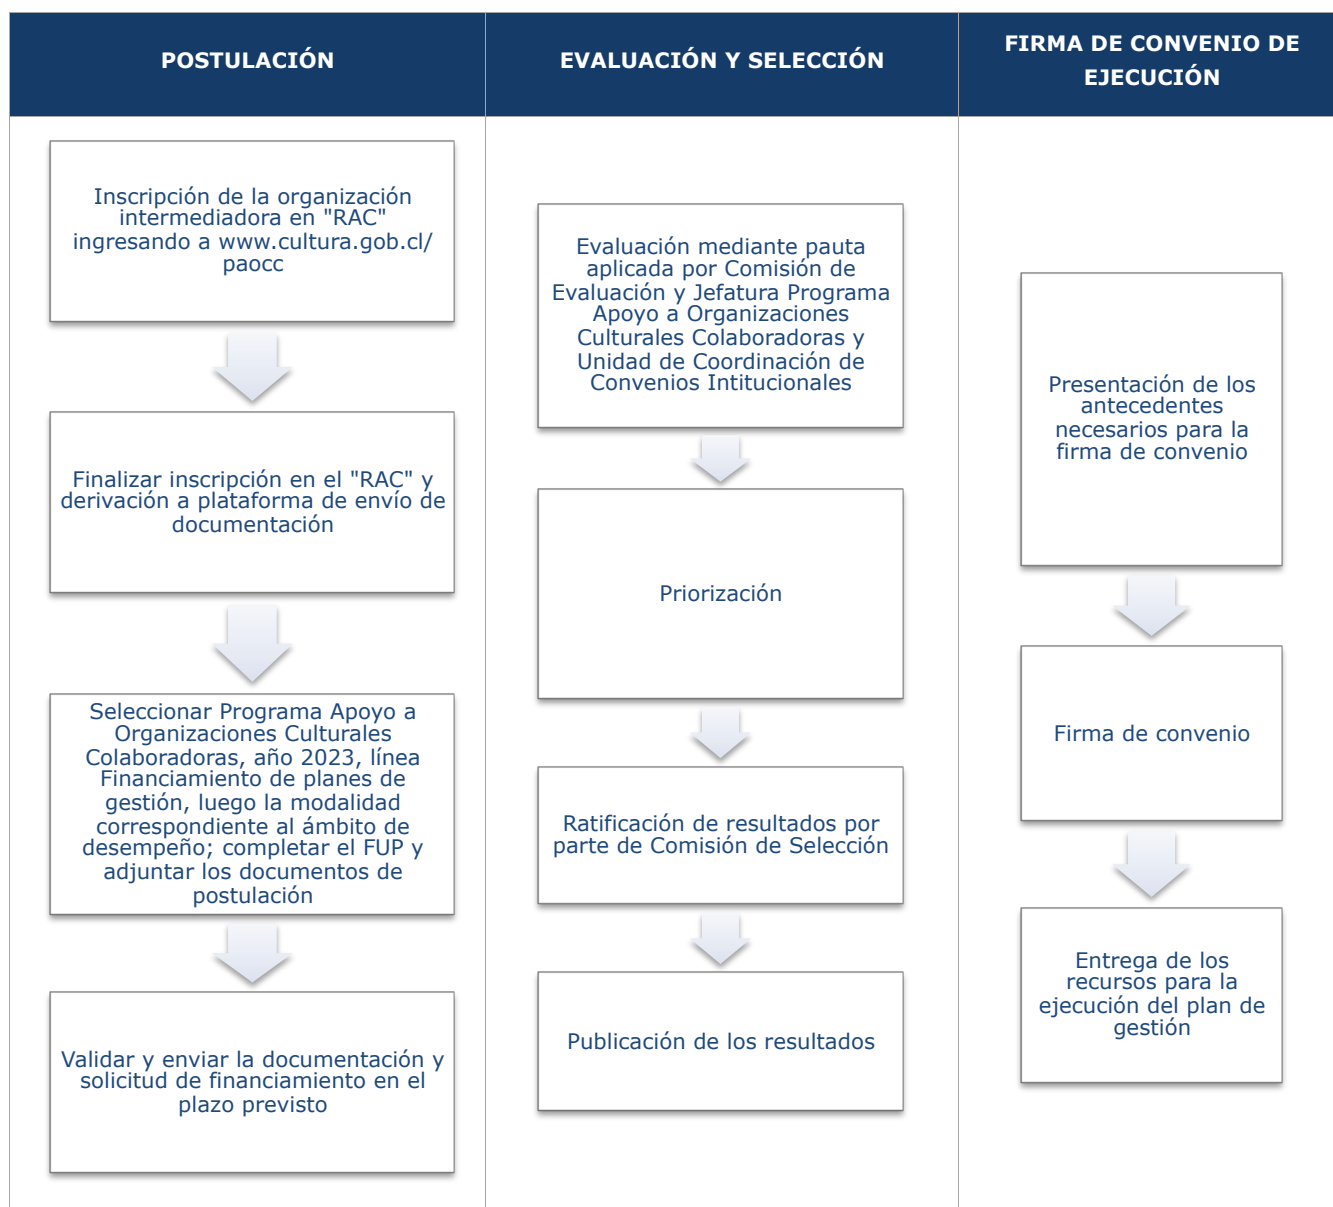 POSTULACIÓN
Inscripción de la organización
intermediadora en "RAC"
ingresando a www.cultura.gob.cl/
paocc
Finalizar inscripción en el "RAC" y
derivación a plataforma de envío de
documentación
Seleccionar Programa Apoyo a
Organizaciones Culturales
Colaboradoras, año 2023, línea
Financiamiento de planes de
gestión, luego la modalidad
correspondiente al ámbito de
desempeño; completar el FUP y
adjuntar los documentos de
postulación
Validar y enviar la documentación y
solicitud de financiamiento en el
plazo previsto
EVALUACIÓN Y SELECCIÓN
Evaluación mediante pauta
aplicada por Comisión de
Evaluación y Jefatura Programa
Apoyo a Organizaciones
Culturales Colaboradoras y
Unidad de Coordinación de
Convenios Intitucionales
Priorización
Ratificación de resultados por
parte de Comisión de Selección
Publicación de los resultados
FIRMA DE CONVENIO DE
EJECUCIÓN
Presentación de los
antecedentes
necesarios para la
firma de convenio
Firma de convenio
Entrega de los
recursos para la
ejecución del plan de
gestión